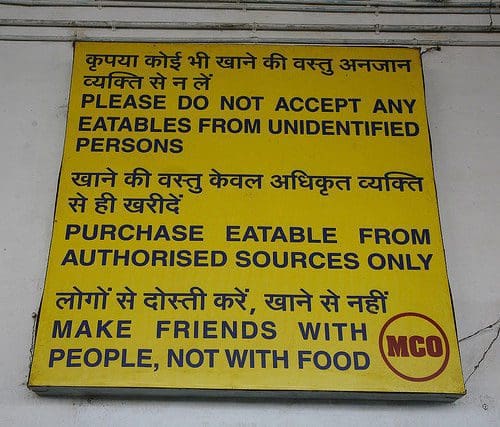 कृपया कोई भी खाने की वस्तु अनजान
व्यक्ति से न लें
PLEASE DO NOT ACCEPT ANY
EATABLES FROM UNIDENTIFIED
PERSONS
खाने की वस्तु केवल अधिकृत व्यक्ति
से ही खरीदें
PURCHASE EATABLE FROM
AUTHORISED SOURCES ONLY
लोगों से दोस्ती करें, खाने से नहीं
MAKE FRIENDS WITH
PEOPLE, NOT WITH FOOD
MCO